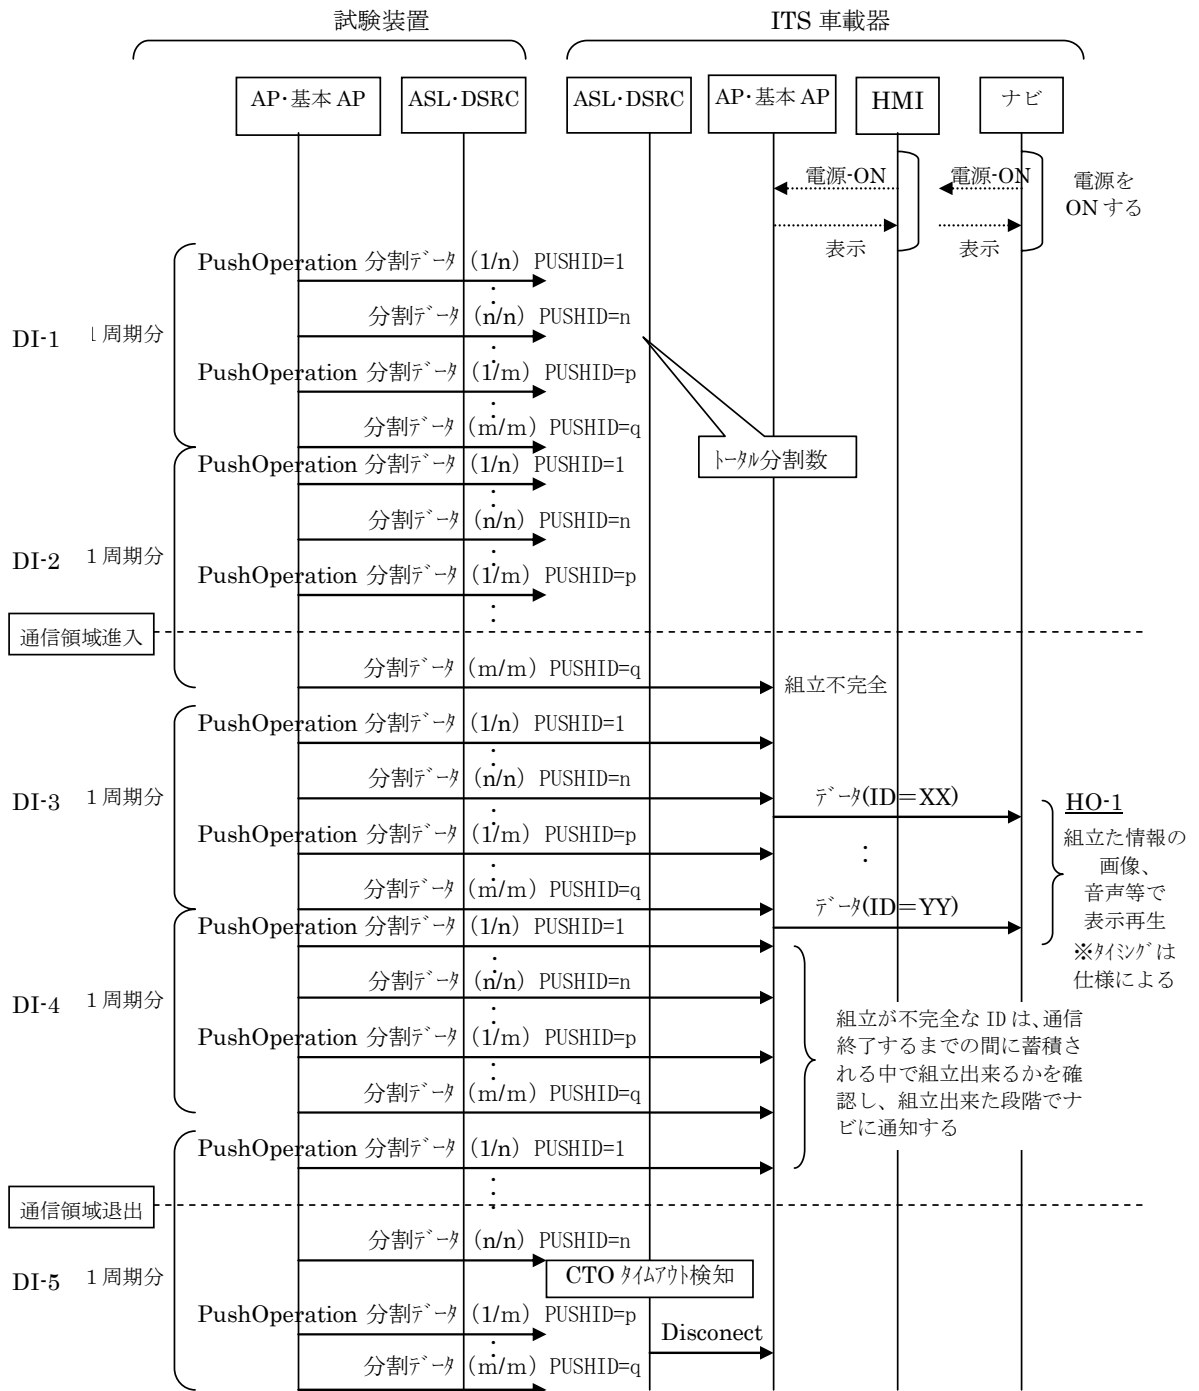 試験装置
ITS 車載器
AP・基本 AP
ASL・DSRC
ASL・DSRC
AP・基本 AP
HMI
ナビ
電源-ON
電源-ON
電源を
ON する
表示
表示
PushOperation 分割ﾃﾞｰﾀ (1/n) PUSHID=1
:
分割ﾃﾞｰﾀ (n/n) PUSHID=n
DI-1
1 周期分
:
PushOperation 分割ﾃﾞｰﾀ (1/m) PUSHID=p
:
分割ﾃﾞｰﾀ (m/m) PUSHID=q
ﾄｰﾀﾙ分割数
PushOperation 分割ﾃﾞｰﾀ (1/n) PUSHID=1
:
分割ﾃﾞｰﾀ (n/n) PUSHID=n
DI-2
1 周期分
:
PushOperation 分割ﾃﾞｰﾀ (1/m) PUSHID=p
:
通信領域進入
分割ﾃﾞｰﾀ (m/m) PUSHID=q
組立不完全
PushOperation 分割ﾃﾞｰﾀ (1/n) PUSHID=1
:
分割ﾃﾞｰﾀ (n/n) PUSHID=n
DI-3
1 周期分
ﾃﾞｰﾀ(ID＝XX)
HO-1
:
PushOperation 分割ﾃﾞｰﾀ (1/m) PUSHID=p
:
組立た情報の
画像、
音声等で
表示再生
※ﾀｲﾐﾝｸﾞは
仕様による
:
分割ﾃﾞｰﾀ (m/m) PUSHID=q
ﾃﾞｰﾀ(ID＝YY)
PushOperation 分割ﾃﾞｰﾀ (1/n) PUSHID=1
:
分割ﾃﾞｰﾀ (n/n) PUSHID=n
DI-4
1 周期分
:
PushOperation 分割ﾃﾞｰﾀ (1/m) PUSHID=p
:
分割ﾃﾞｰﾀ (m/m) PUSHID=q
組立が不完全な ID は、通信
終了するまでの間に蓄積さ
れる中で組立出来るかを確
認し、組立出来た段階でナ
ビに通知する
PushOperation 分割ﾃﾞｰﾀ (1/n) PUSHID=1
:
通信領域退出
分割ﾃﾞｰﾀ (n/n) PUSHID=n
DI-5
1 周期分
CTO ﾀｲﾑｱｳﾄ検知
PushOperation 分割ﾃﾞｰﾀ (1/m) PUSHID=p
:
Disconect
分割ﾃﾞｰﾀ (m/m) PUSHID=q